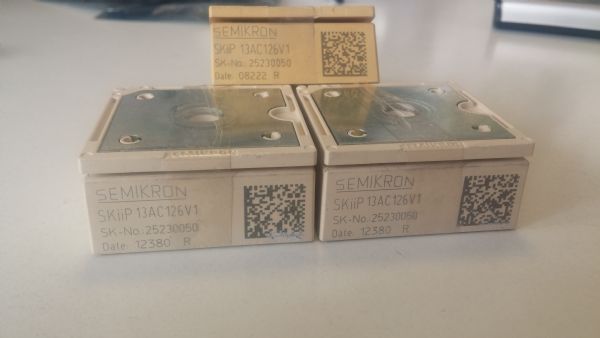 SEMIKRON
SKiiP 13AC126V1
SK-No.:25230050
Date: 08222 R
SEMIKRON
SKiiP 13AC126V1
SK-No.:25230050
Date: 12380 R
SEMIKRON
SKiiP 13AC126V1
SK-No.:25230050
Date: 12380 R